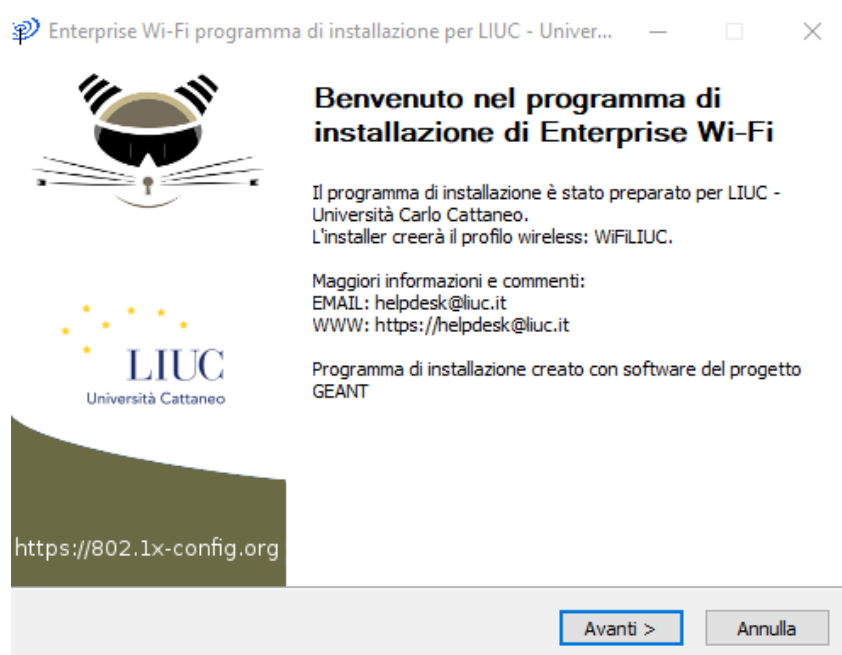 Enterprise Wi-Fi programma di installazione per LIUC - Univer...
Benvenuto nel programma di
installazione di Enterprise Wi-Fi
Il programma di installazione è stato preparato per LIUC -
Università Carlo Cattaneo.
L'installer creerà il profilo wireless: WiFiLIUC.
Maggiori informazioni e commenti:
EMAIL: helpdesk@liuc.it
WWW: https://helpdesk@liuc.it
Programma di installazione creato con software del progetto
GEANT
LIUC
Università Cattaneo
https://802.1x-config.org
Avanti >
Annulla